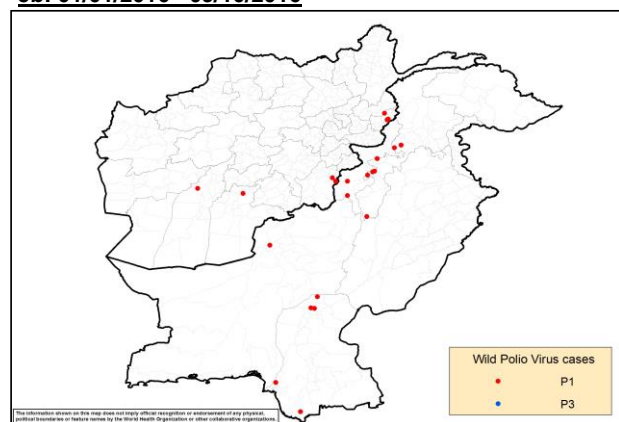 Wild Polio Virus cases
P1
P3
The information shown on this map does not imply official recognition or endorsement of any physical,
political boundaries or feature names by the World Health Organization or other collaborative organizations.